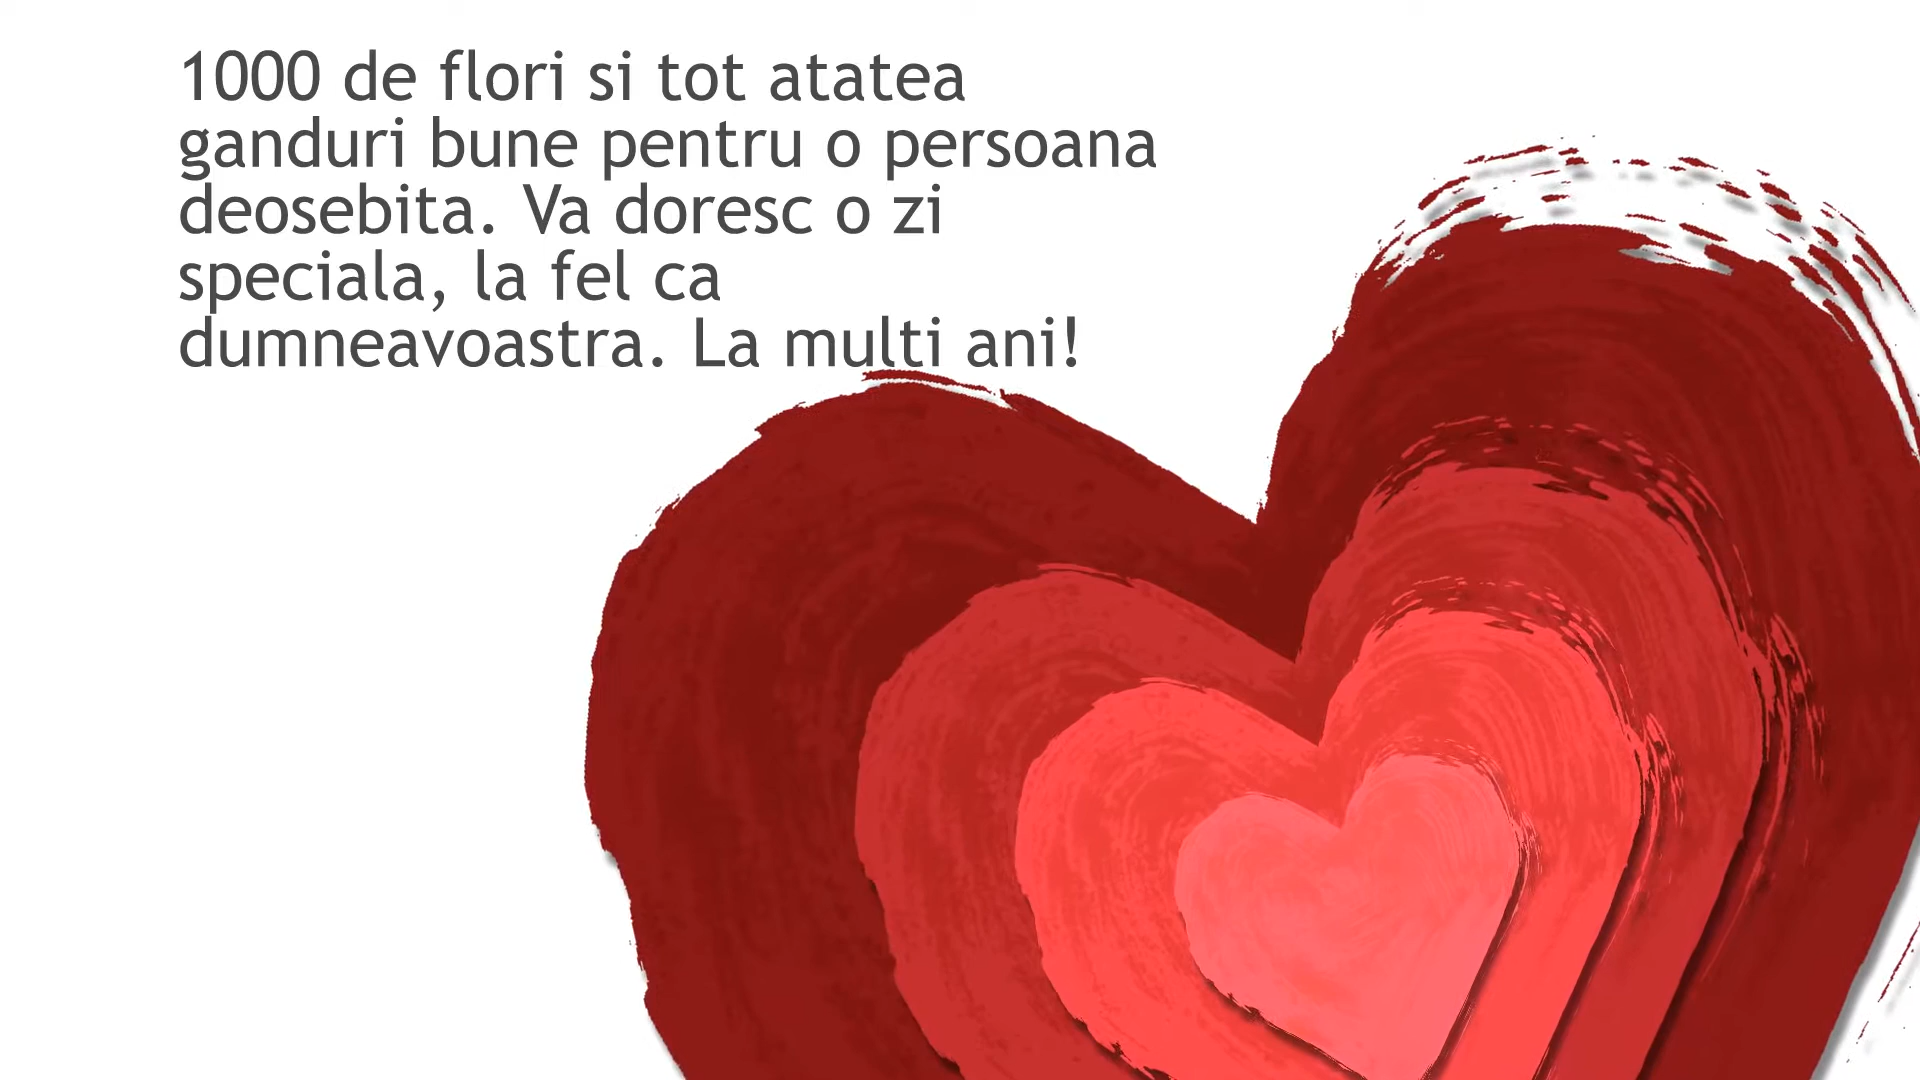 1000 de flori si tot atatea
ganduri bune pentru o persoana
deosebita. Va doresc o zi
speciala, la fel ca
dumneavoastra. La multi ani!